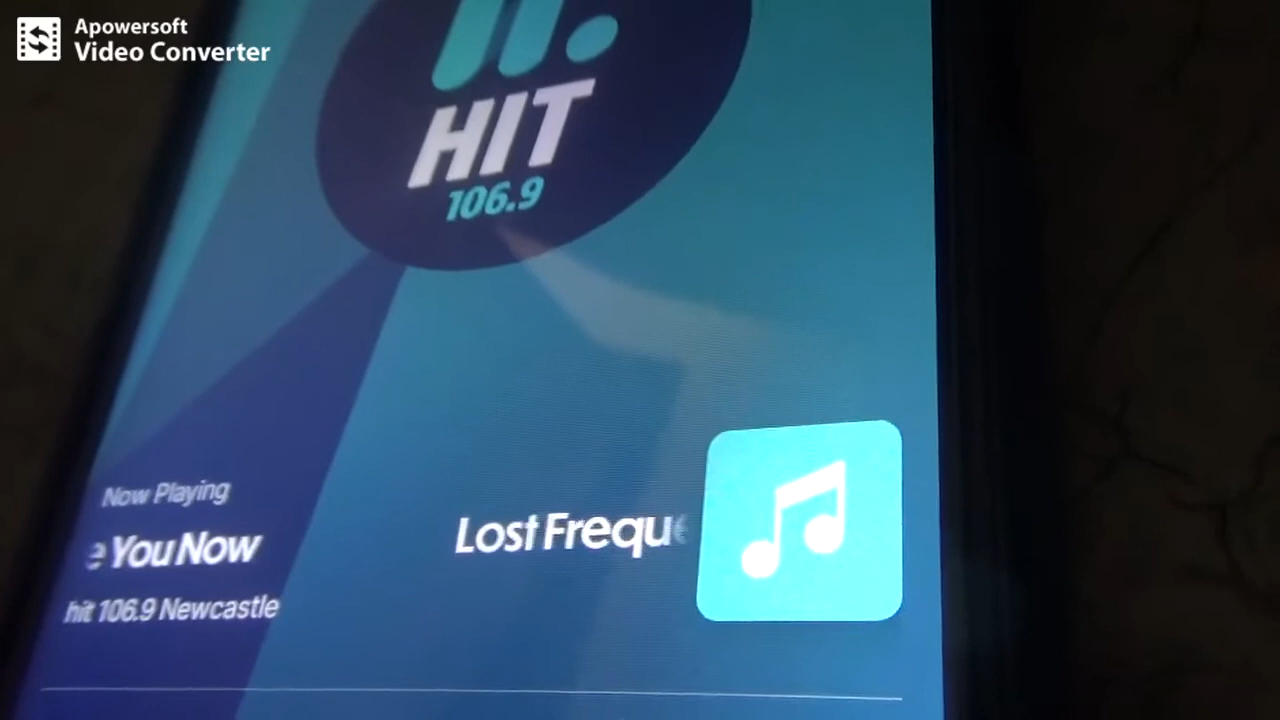 Apowersoft
Video Converter
HIT
106.9
Now Playing
e You Now
Lost Freque
hit 106.9 Newcastle